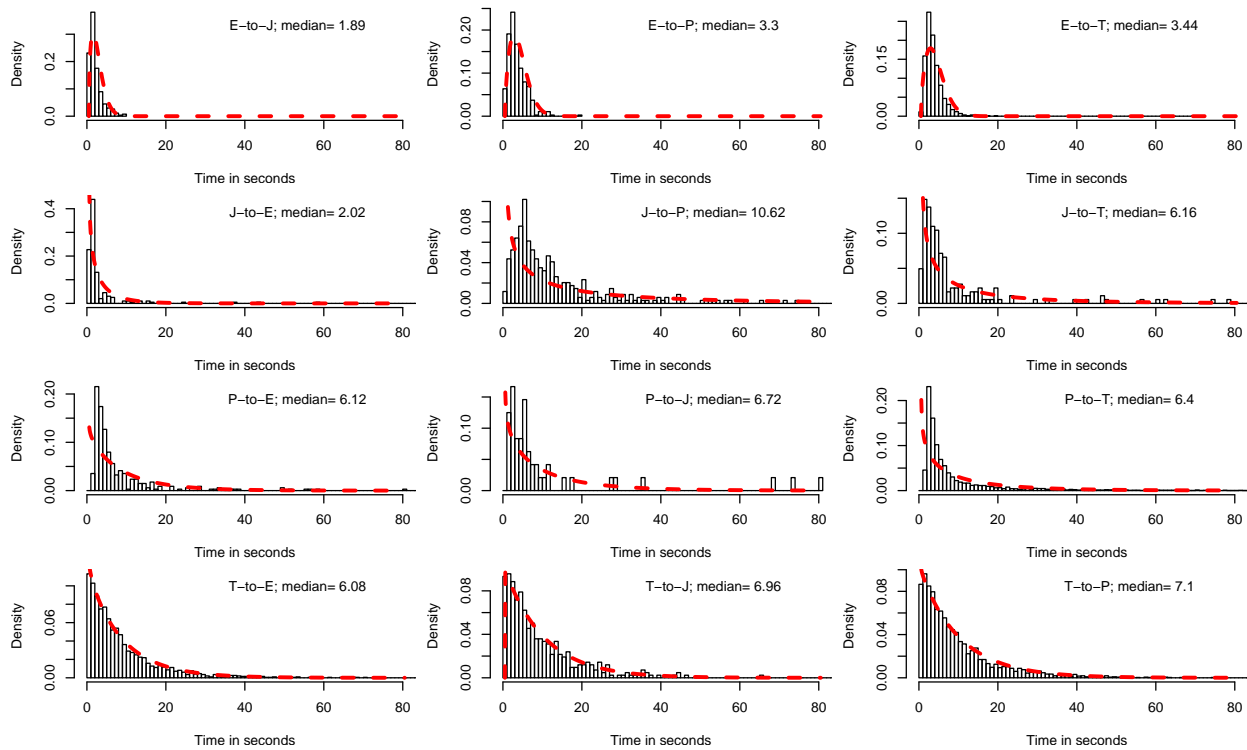 E−to−J; median= 1.89
Density
0.0 0.2
0 20 40 60 80
Time in seconds
E−to−P; median= 3.3
Density
0.00 0.10 0.20
0 20 40 60 80
Time in seconds
E−to−T; median= 3.44
Density
0.00 0.15
0 20 40 60 80
Time in seconds
J−to−E; median= 2.02
Density
0.0 0.2 0.4
0 20 40 60 80
Time in seconds
J−to−P; median= 10.62
Density
0.00 0.04 0.08
0 20 40 60 80
Time in seconds
J−to−T; median= 6.16
Density
0.00 0.10
0 20 40 60 80
Time in seconds
P−to−E; median= 6.12
Density
0.00 0.10 0.20
0 20 40 60 80
Time in seconds
P−to−J; median= 6.72
Density
0.00 0.10
0 20 40 60 80
Time in seconds
P−to−T; median= 6.4
Density
0.00 0.10 0.20
0 20 40 60 80
Time in seconds
T−to−E; median= 6.08
Density
0.00 0.06
0 20 40 60 80
Time in seconds
T−to−J; median= 6.96
Density
0.00 0.04 0.08
0 20 40 60 80
Time in seconds
T−to−P; median= 7.1
Density
0.00 0.04 0.08
0 20 40 60 80
Time in seconds